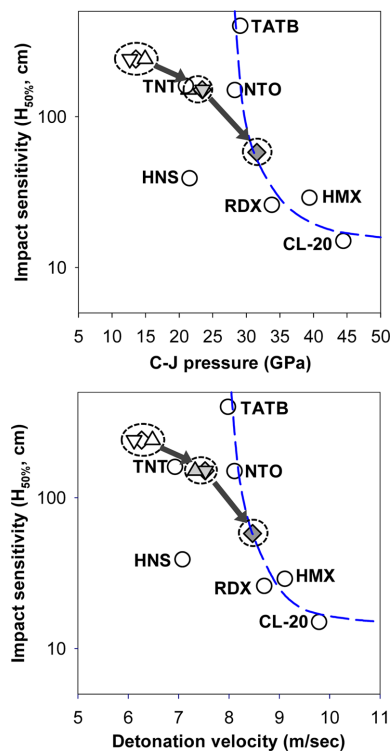 Impact sensitivity (H50%, cm)
100
10
TATB
TNT
NTO
HNS
RDX
HMX
CL-20
5 10 15 20 25 30 35 40 45 50
C-J pressure (GPa)
Impact sensitivity (H50%, cm)
100
10
TATB
TNT
NTO
HNS
RDX
HMX
CL-20
5 6 7 8 9 10 11
Detonation velocity (m/sec)